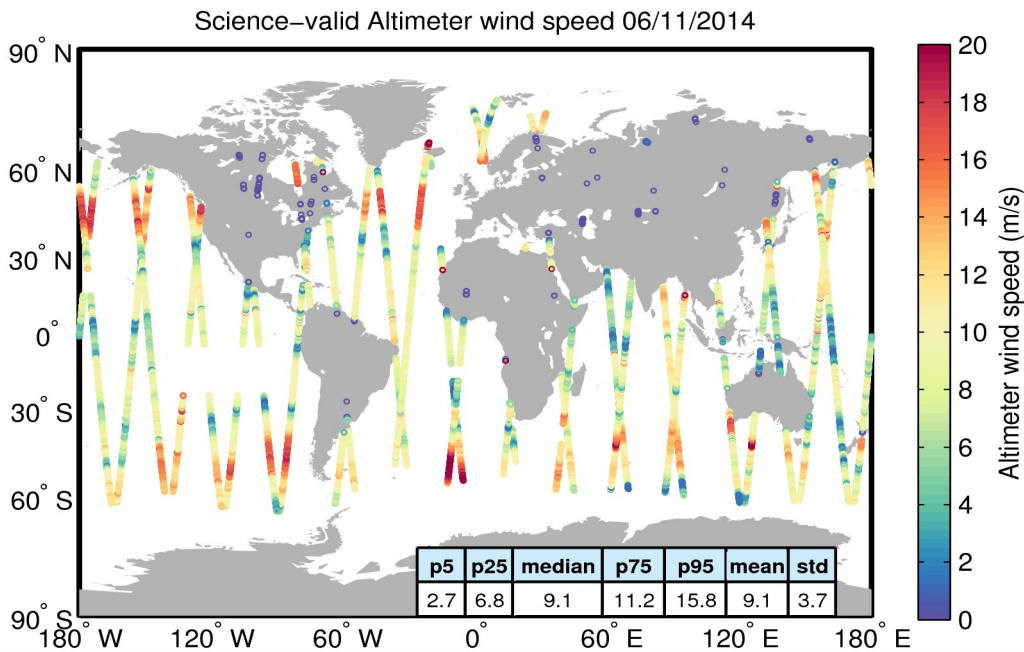 Science−valid Altimeter wind speed 06/11/2014
90° N
60° N
30° N
0°
30° S
60° S
90° S
180° W
120° W
60° W
0°
60° E
120° E
180° E
20
18
16
14
12
10
8
6
4
2
0
Altimeter wind speed (m/s)
p5 p25 median p75 p95 mean std
2.7 6.8 9.1 11.2 15.8 9.1 3.7